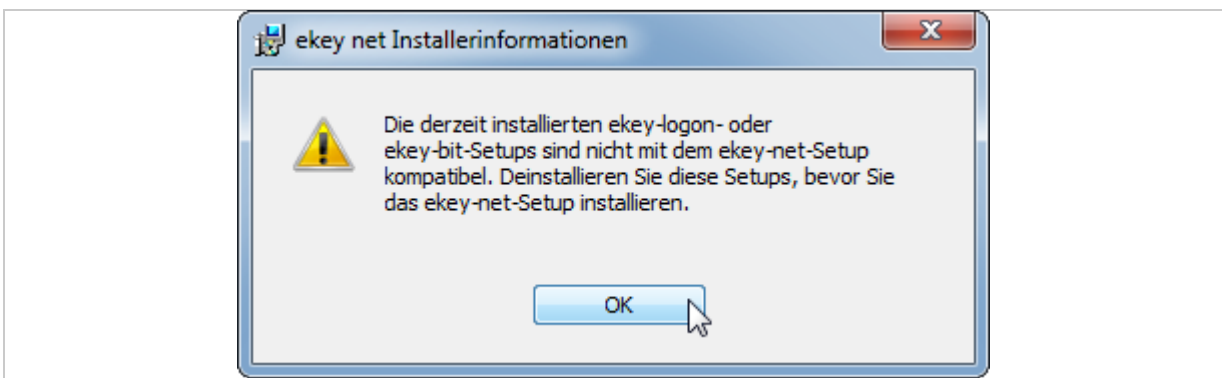 ekey net Installerinformationen
Die derzeit installierten ekey-logon- oder
ekey-bit-Setups sind nicht mit dem ekey-net-Setup
kompatibel. Deinstallieren Sie diese Setups, bevor Sie
das ekey-net-Setup installieren.
OK